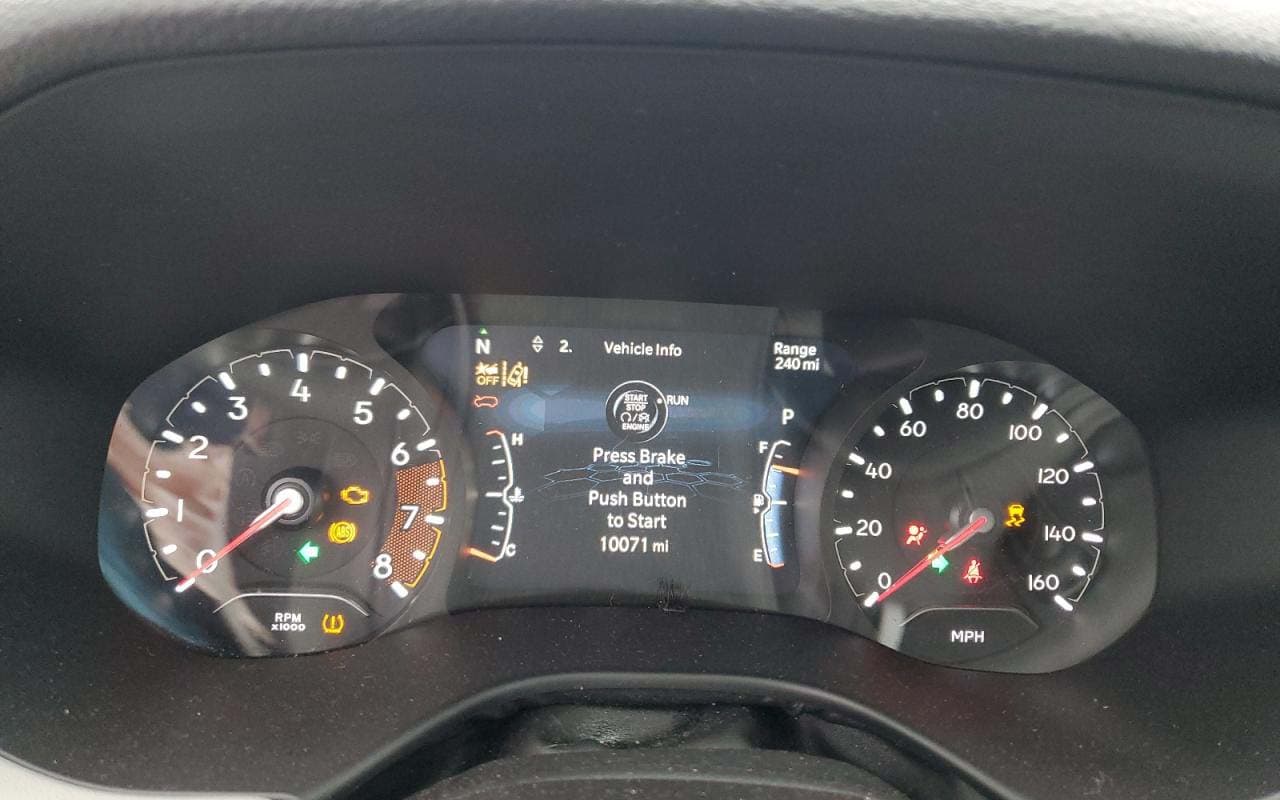 N
2. Vehicle Info
Range
240 mi
OFF
START
STOP
ENGINE
RUN
P
H
C
F
E
Press Brake
and
Push Button
to Start
10071 mi
0
1
2
3
4
5
6
7
8
ABS
RPM
x1000
0
20
40
60
80
100
120
140
160
MPH